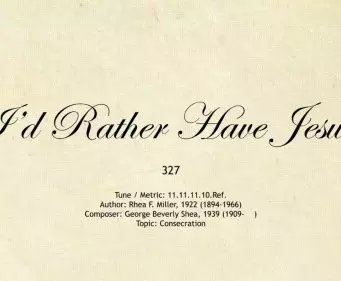 I'd Rather Have Jesu
327
Tune / Metric: 11.11.11.10.Ref.
Author: Rhea F. Miller, 1922 (1894-1966)
Composer: George Beverly Shea, 1939 (1909- )
Topic: Consecration